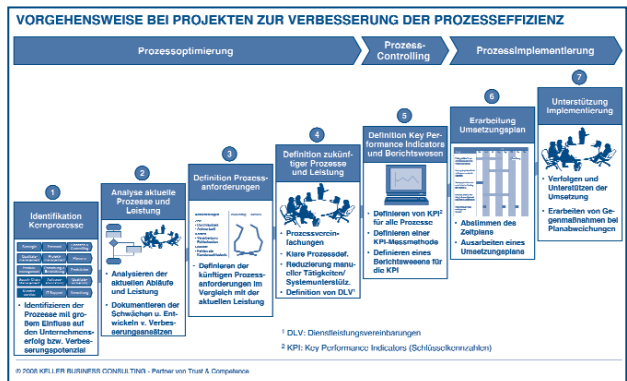 VORGEHENSWEISE BEI PROJEKTEN ZUR VERBESSERUNG DER PROZESSEFFIZIENZ
Prozessoptimierung
Prozess-
Controlling
Prozessimplementierung
1
Identifikation
Kernprozesse
• Identifizieren der
Prozesse mit gro-
ßem Einfluss auf
den Unternehmens-
erfolg bzw. Verbes-
serungspotenzial
2
Analyse aktuelle
Prozesse und
Leistung
• Analysieren der
aktuellen Abläufe
und Leistung
• Dokumentieren der
Schwächen u. Ent-
wickeln v. Verbes-
serungsansätzen
3
Definition Prozess-
anforderungen
• Definieren der
künftigen Prozess-
anforderungen im
Vergleich mit der
aktuellen Leistung
4
Definition zukünf-
tiger Prozesse
und Leistung
• Prozessverein-
fachungen
• Klare Prozessdef.
• Reduzierung manu-
eller Tätigkeiten/
Systemunterstütz.
• Definition von DLV¹
5
Definition Key Per-
formance Indicators
und Berichtswesen
• Definieren von KPI²
für alle Prozesse
• Definieren einer
KPI-Messmethode
• Definieren eines
Berichtswesens für
die KPI
6
Erarbeitung
Umsetzungsplan
• Abstimmen des
Zeitplans
• Ausarbeiten eines
Umsetzungsplans
7
Unterstützung
Implementierung
• Verfolgen und
Unterstützen der
Umsetzung
• Erarbeiten von Ge-
genmaßnahmen bei
Planabweichungen
¹ DLV: Dienstleistungsvereinbarungen
² KPI: Key Performance Indicators (Schlüsselkennzahlen)
© 2008 KELLER BUSINESS CONSULTING - Partner von Trust & Competence